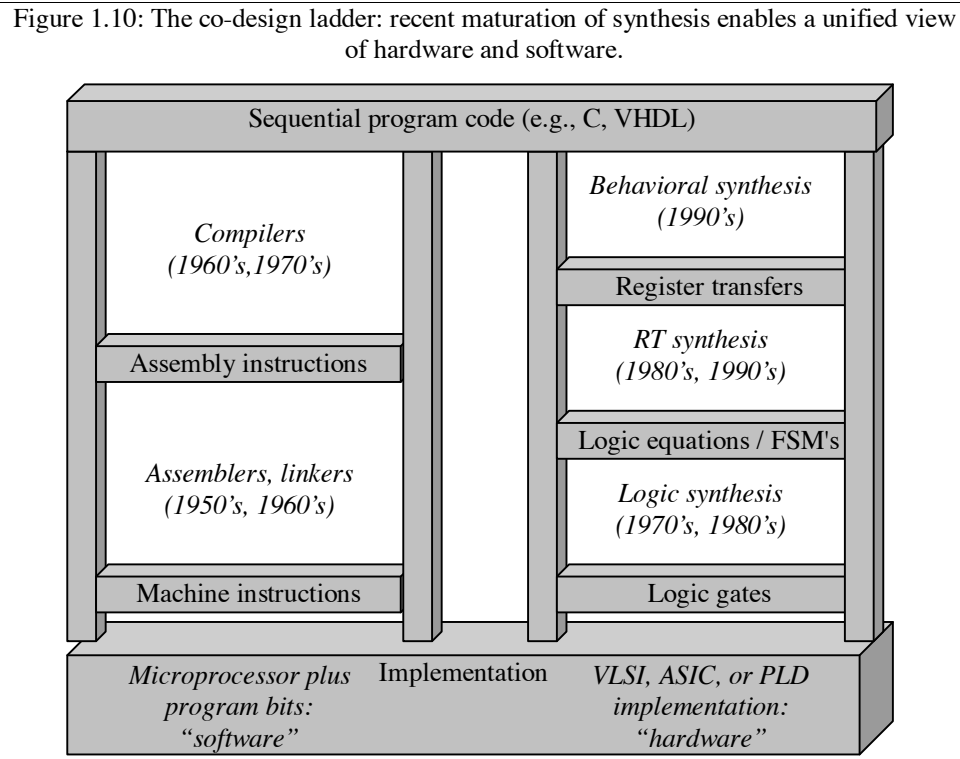 Figure 1.10: The co-design ladder: recent maturation of synthesis enables a unified view
of hardware and software.
Sequential program code (e.g., C, VHDL)
Compilers
(1960’s,1970’s)
Assembly instructions
Assemblers, linkers
(1950’s, 1960’s)
Machine instructions
Behavioral synthesis
(1990’s)
Register transfers
RT synthesis
(1980’s, 1990’s)
Logic equations / FSM's
Logic synthesis
(1970’s, 1980’s)
Logic gates
Microprocessor plus
program bits:
“software”
Implementation
VLSI, ASIC, or PLD
implementation:
“hardware”